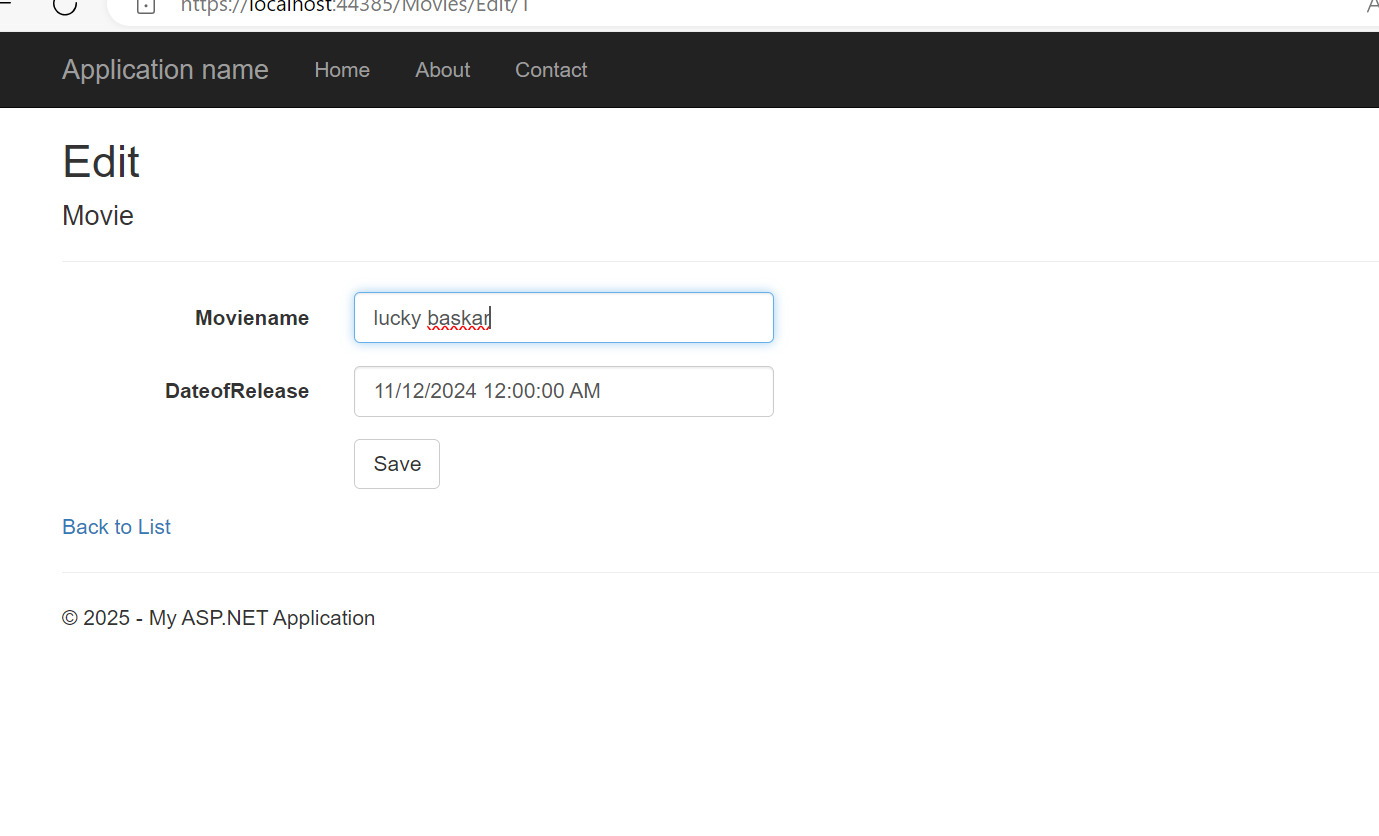 https://localhost:44385/Movies/Edit/1
Application name Home About Contact
Edit
Movie
Moviename lucky baskar
DateofRelease 11/12/2024 12:00:00 AM
Save
Back to List
© 2025 - My ASP.NET Application